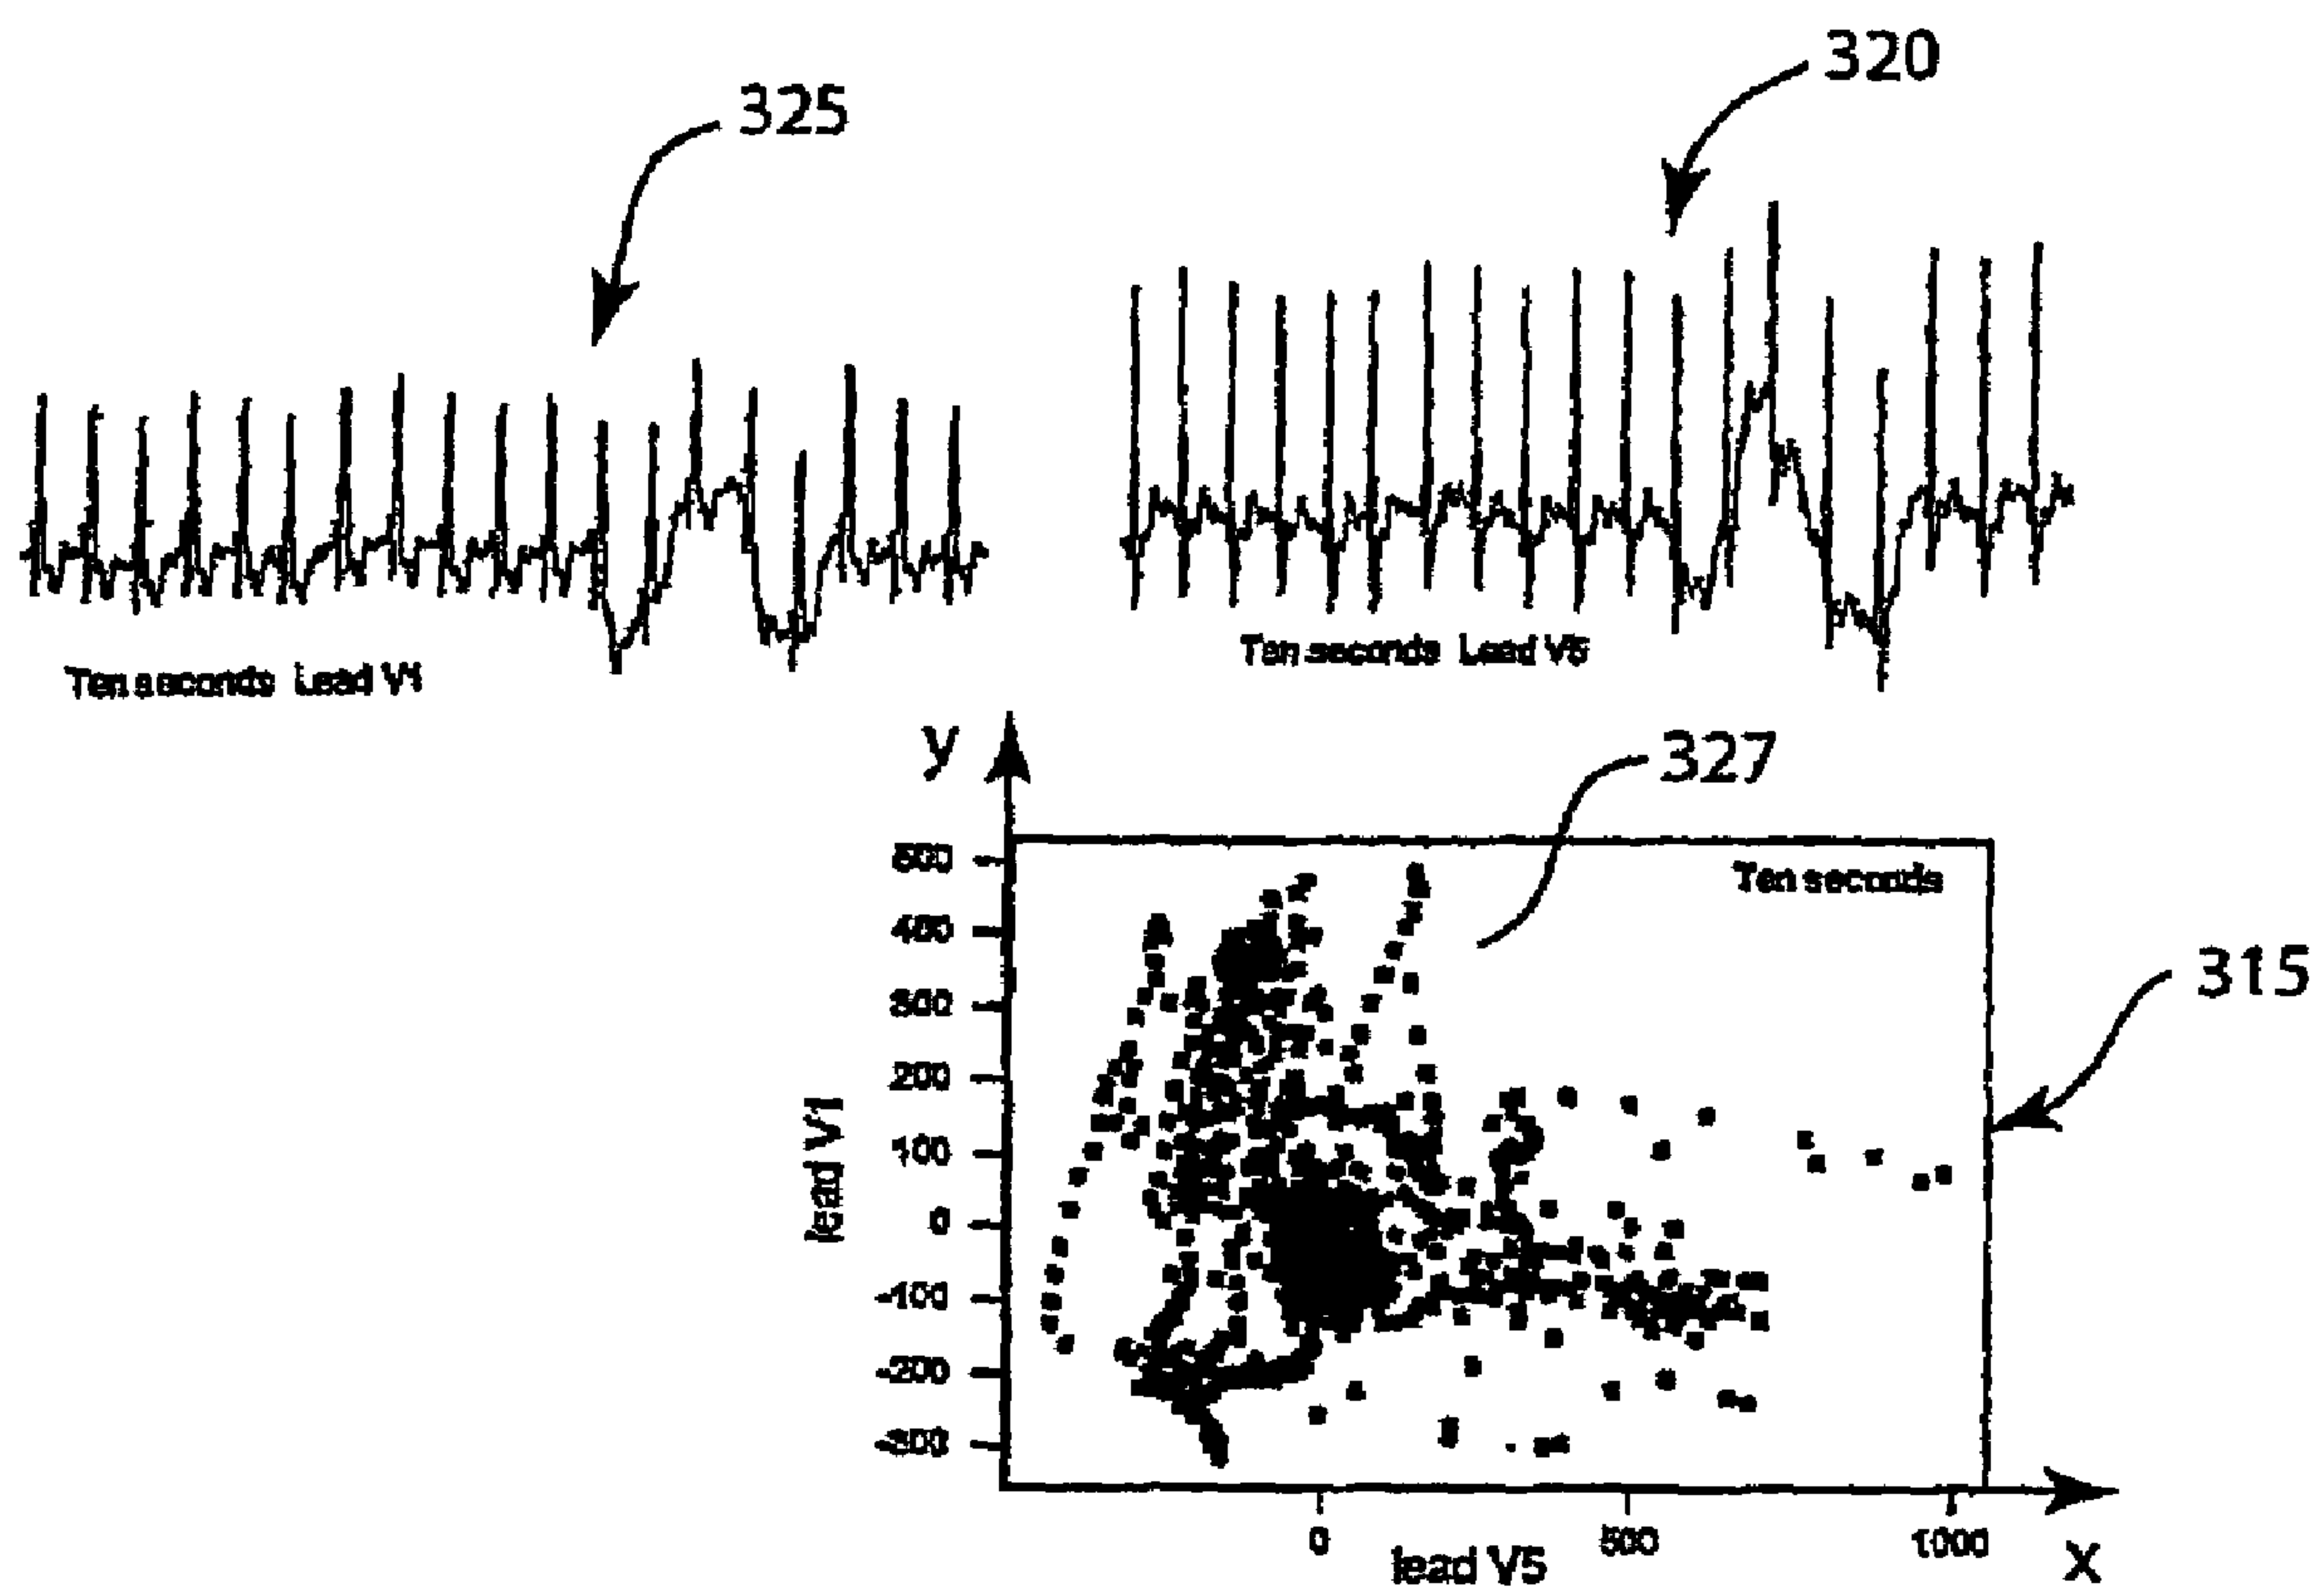 325
320
Ten seconds Lead V1
Ten seconds Lead V5
y
327
500
Ten seconds
400
315
300
200
lead V1
100
0
-100
-200
-300
0
500
1000
lead V5
X